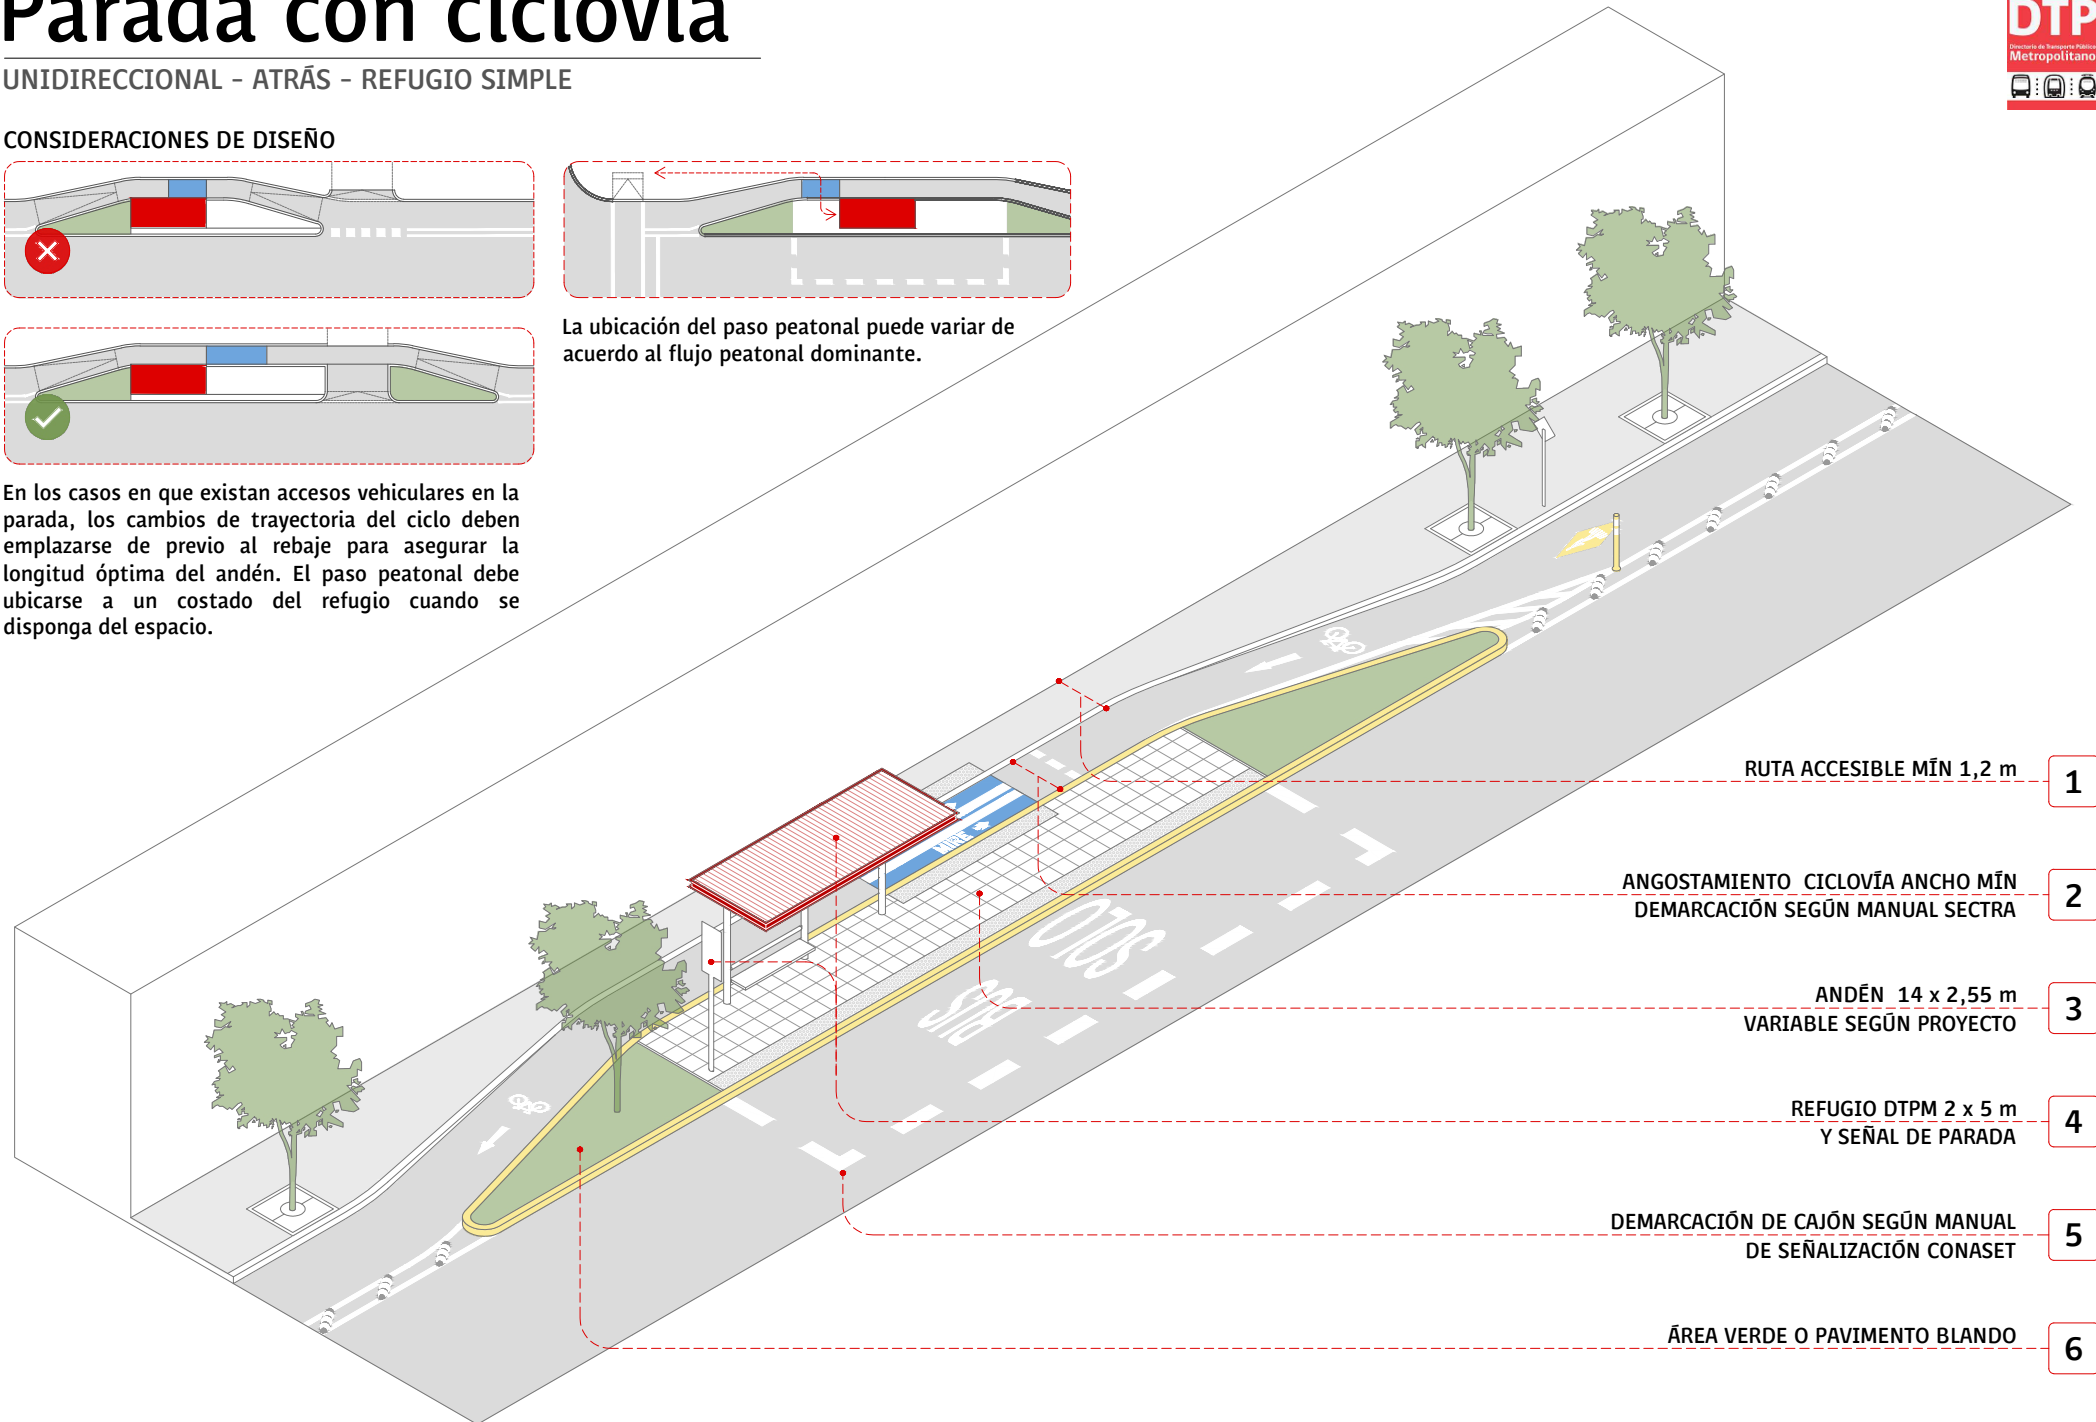 Parada con ciclovía
UNIDIRECCIONAL - ATRÁS - REFUGIO SIMPLE
DTP
Directorio de Transporte Público
Metropolitano
CONSIDERACIONES DE DISEÑO
La ubicación del paso peatonal puede variar de
acuerdo al flujo peatonal dominante.
En los casos en que existan accesos vehiculares en la
parada, los cambios de trayectoria del ciclo deben
emplazarse de previo al rebaje para asegurar la
longitud óptima del andén. El paso peatonal debe
ubicarse a un costado del refugio cuando se
disponga del espacio.
MIRE
SOLO
BUS
RUTA ACCESIBLE MÍN 1,2 m
1
ANGOSTAMIENTO CICLOVÍA ANCHO MÍN
DEMARCACIÓN SEGÚN MANUAL SECTRA
2
ANDÉN 14 x 2,55 m
VARIABLE SEGÚN PROYECTO
3
REFUGIO DTPM 2 x 5 m
Y SEÑAL DE PARADA
4
DEMARCACIÓN DE CAJÓN SEGÚN MANUAL
DE SEÑALIZACIÓN CONASET
5
ÁREA VERDE O PAVIMENTO BLANDO
6